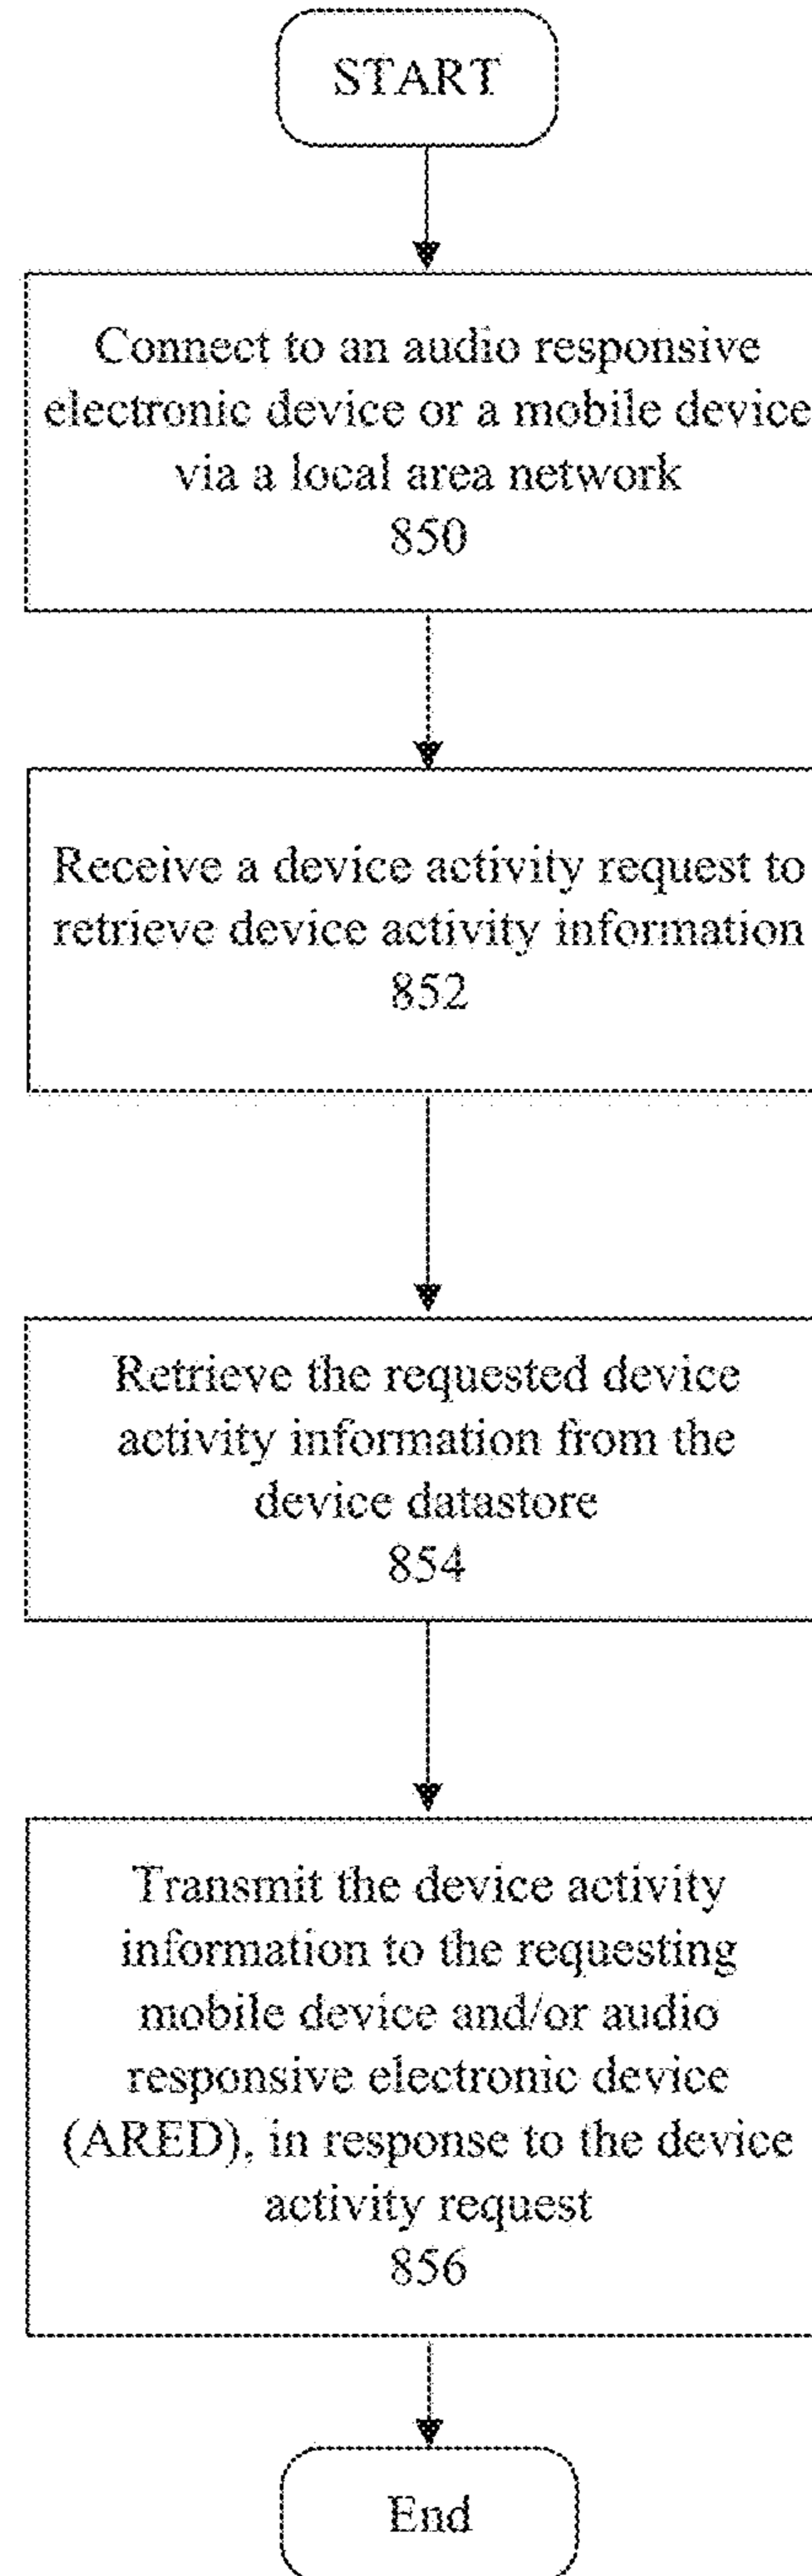 START
Connect to an audio responsive
electronic device or a mobile device
via a local area network
850
Receive a device activity request to
retrieve device activity information
852
Retrieve the requested device
activity information from the
device datastore
854
Transmit the device activity
information to the requesting
mobile device and/or audio
responsive electronic device
(ARED), in response to the device
activity request
856
End